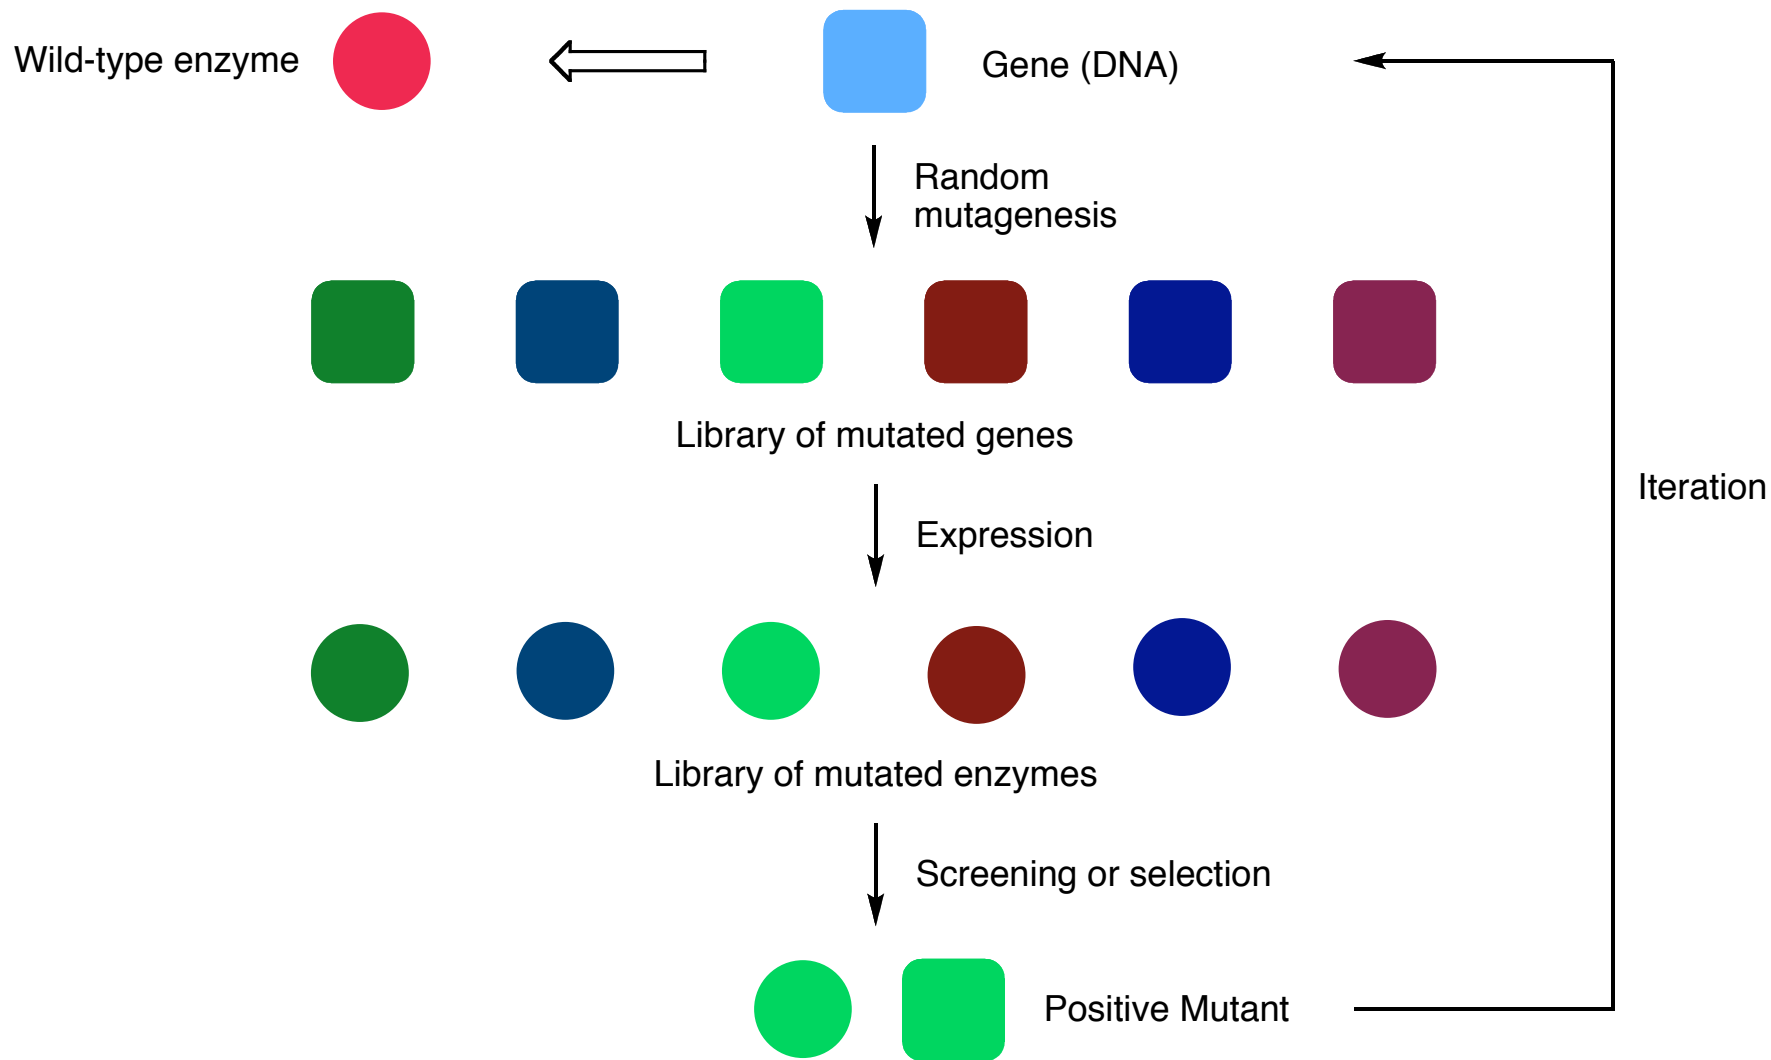 Wild-type enzyme
Gene (DNA)
Random
mutagenesis
Library of mutated genes
Iteration
Expression
Library of mutated enzymes
Screening or selection
Positive Mutant